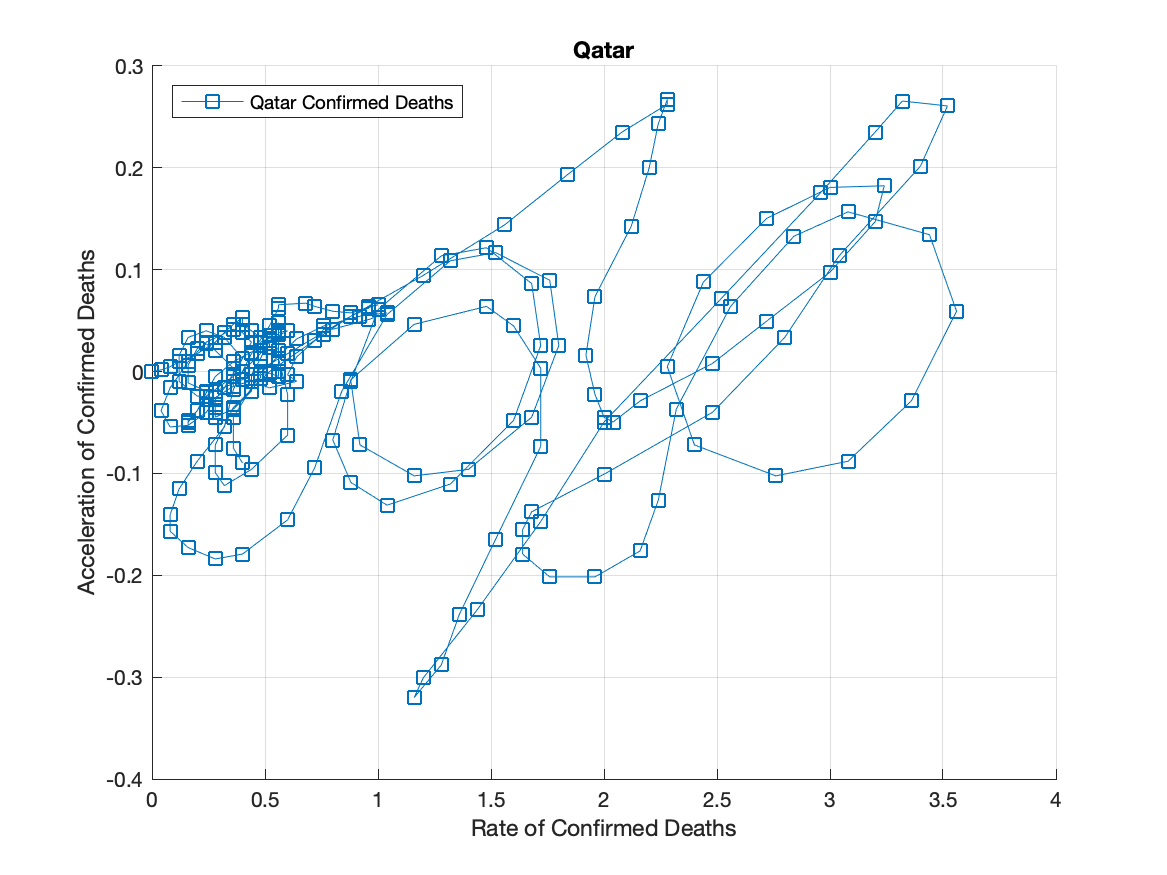 Qatar
Qatar Confirmed Deaths
Acceleration of Confirmed Deaths
0.3
0.2
0.1
0
-0.1
-0.2
-0.3
-0.4
0 0.5 1 1.5 2 2.5 3 3.5 4
Rate of Confirmed Deaths